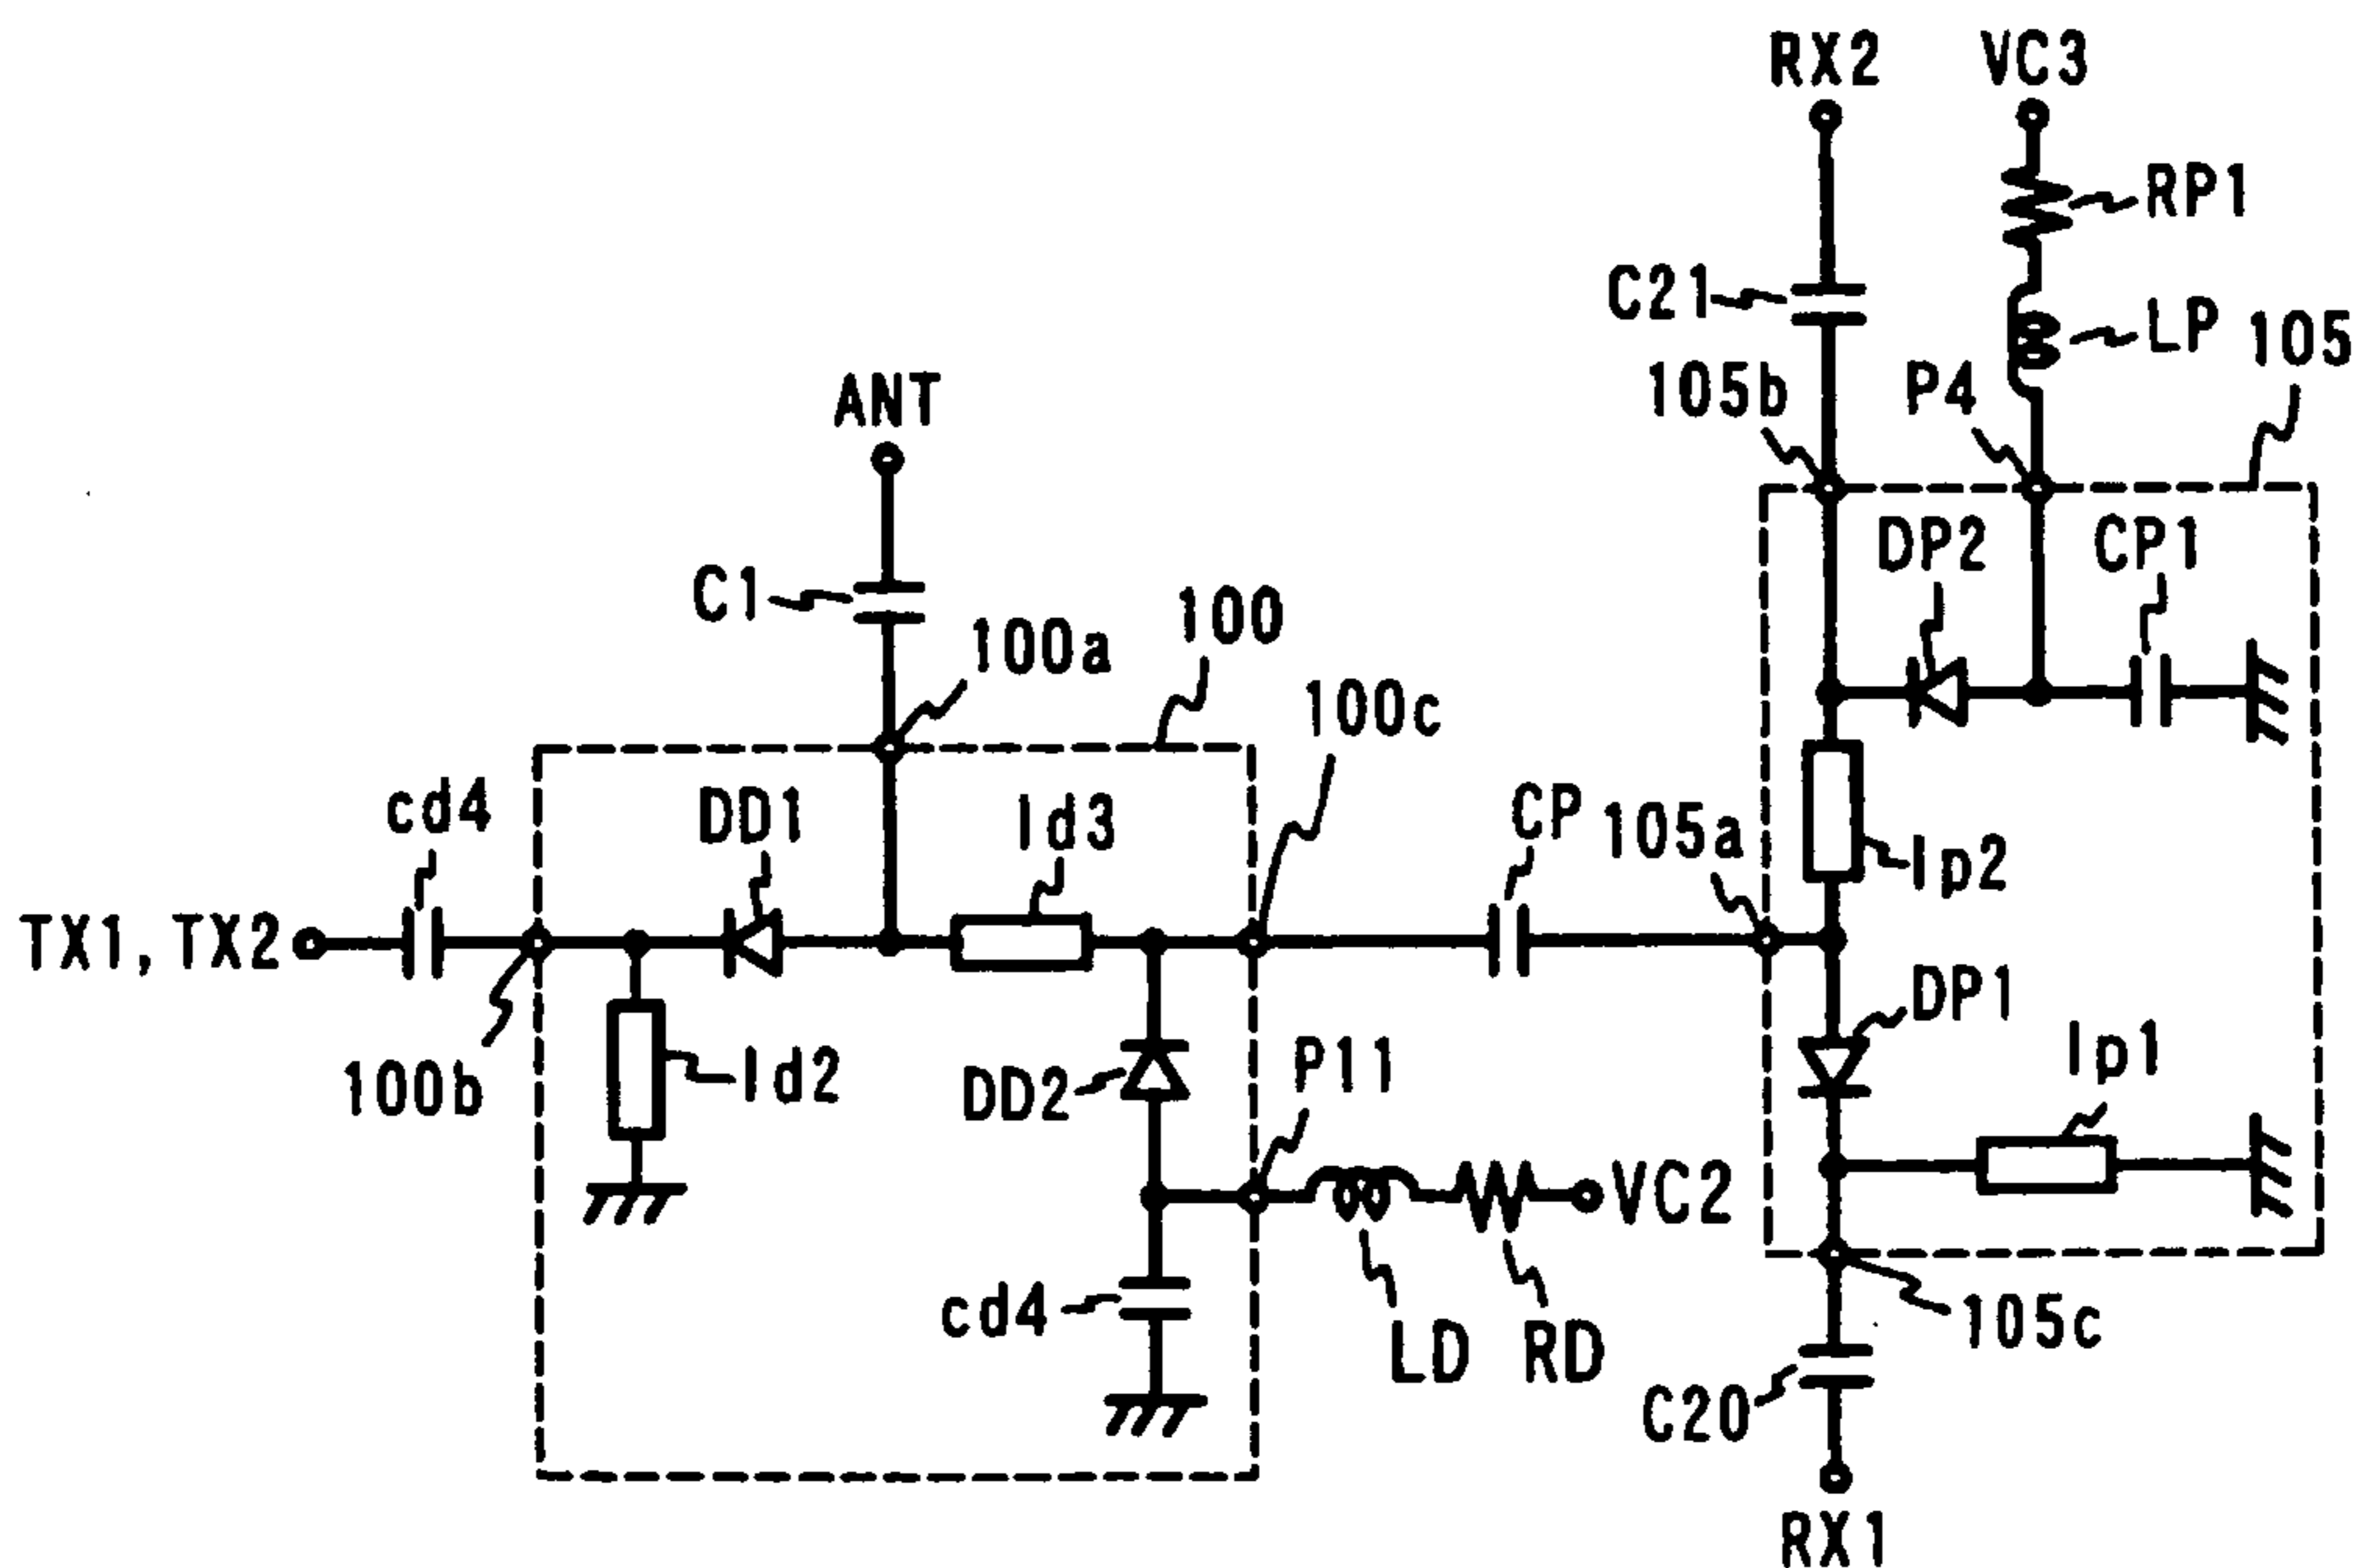 RX2 VC3
RP1
C21
LP 105
105b P4
ANT
DP2 CP1
C1
100
100a
100c
cd4 DD1 ld3 CP 105a
lp2
TX1,TX2
DP1
lp1
100b ld2 DD2 P11
VC2
cd4
LD RD
105c
C20
RX1